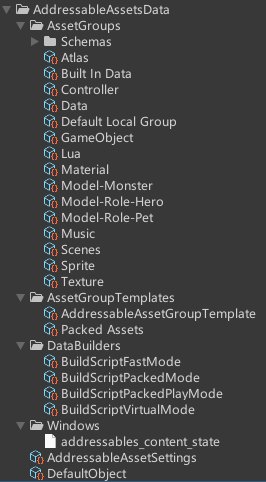 AddressableAssetsData
AssetGroups
Schemas
Atlas
Built In Data
Controller
Data
Default Local Group
GameObject
Lua
Material
Model-Monster
Model-Role-Hero
Model-Role-Pet
Music
Scenes
Sprite
Texture
AssetGroupTemplates
AddressableAssetGroupTemplate
Packed Assets
DataBuilders
BuildScriptFastMode
BuildScriptPackedMode
BuildScriptPackedPlayMode
BuildScriptVirtualMode
Windows
addressables_content_state
AddressableAssetSettings
DefaultObject